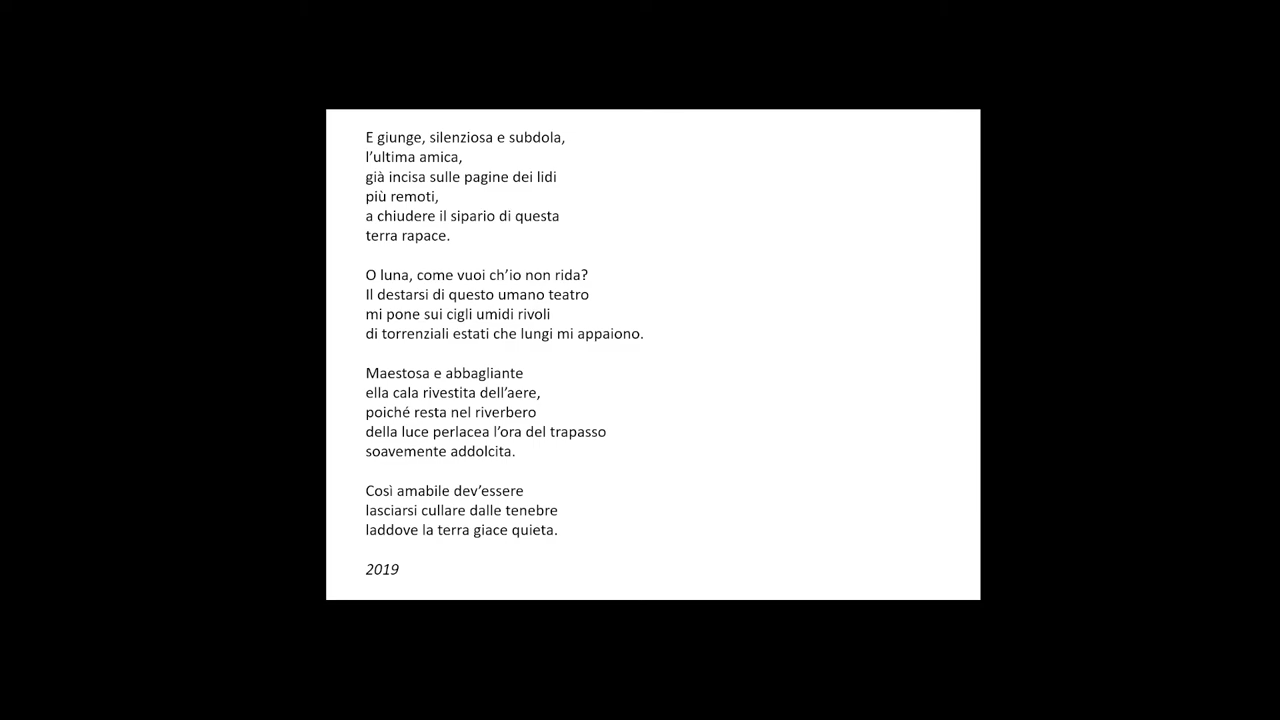 E giunge, silenziosa e subdola,
l’ultima amica,
già incisa sulle pagine dei lidi
più remoti,
a chiudere il sipario di questa
terra rapace.
O luna, come vuoi ch’io non rida?
Il destarsi di questo umano teatro
mi pone sui cigli umidi rivoli
di torrenziali estati che lungi mi appaiono.
Maestosa e abbagliante
ella cala rivestita dell’aere,
poiché resta nel riverbero
della luce perlacea l’ora del trapasso
soavemente addolcita.
Così amabile dev’essere
lasciarsi cullare dalle tenebre
laddove la terra giace quieta.
2019